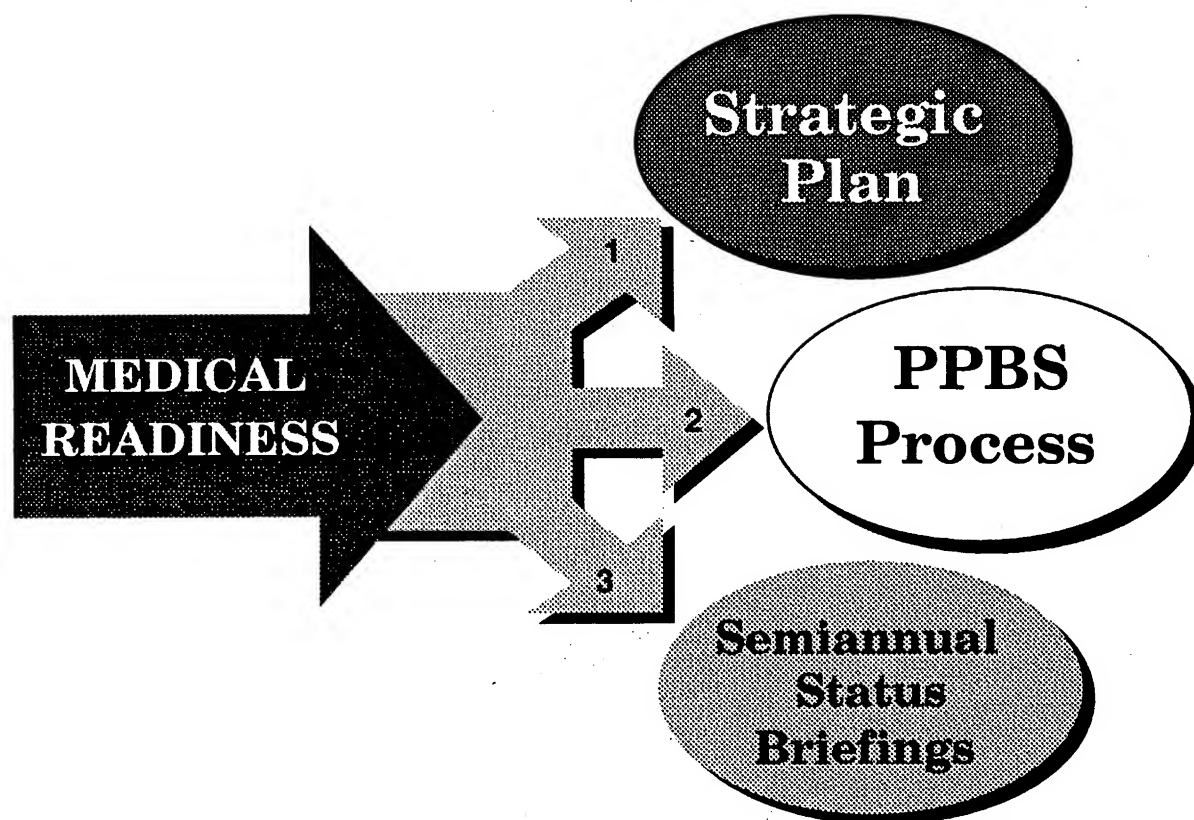 MEDICAL
READINESS
1
Strategic
Plan
2
PPBS
Process
3
Semiannual
Status
Briefings